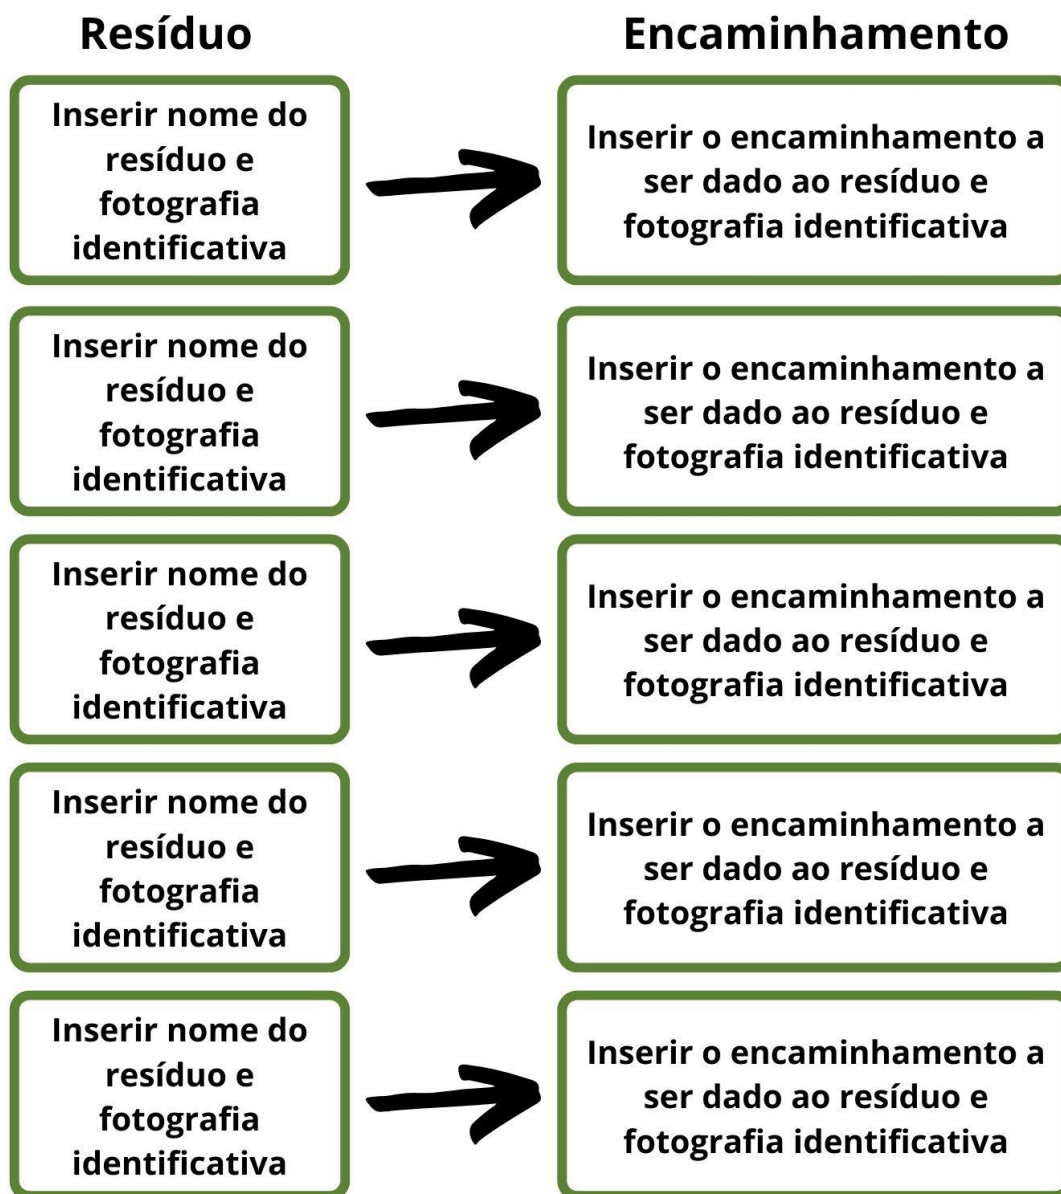 Resíduo
Encaminhamento
Inserir nome do
resíduo e
fotografia
identificativa
Inserir o encaminhamento a
ser dado ao resíduo e
fotografia identificativa
Inserir nome do
resíduo e
fotografia
identificativa
Inserir o encaminhamento a
ser dado ao resíduo e
fotografia identificativa
Inserir nome do
resíduo e
fotografia
identificativa
Inserir o encaminhamento a
ser dado ao resíduo e
fotografia identificativa
Inserir nome do
resíduo e
fotografia
identificativa
Inserir o encaminhamento a
ser dado ao resíduo e
fotografia identificativa
Inserir nome do
resíduo e
fotografia
identificativa
Inserir o encaminhamento a
ser dado ao resíduo e
fotografia identificativa